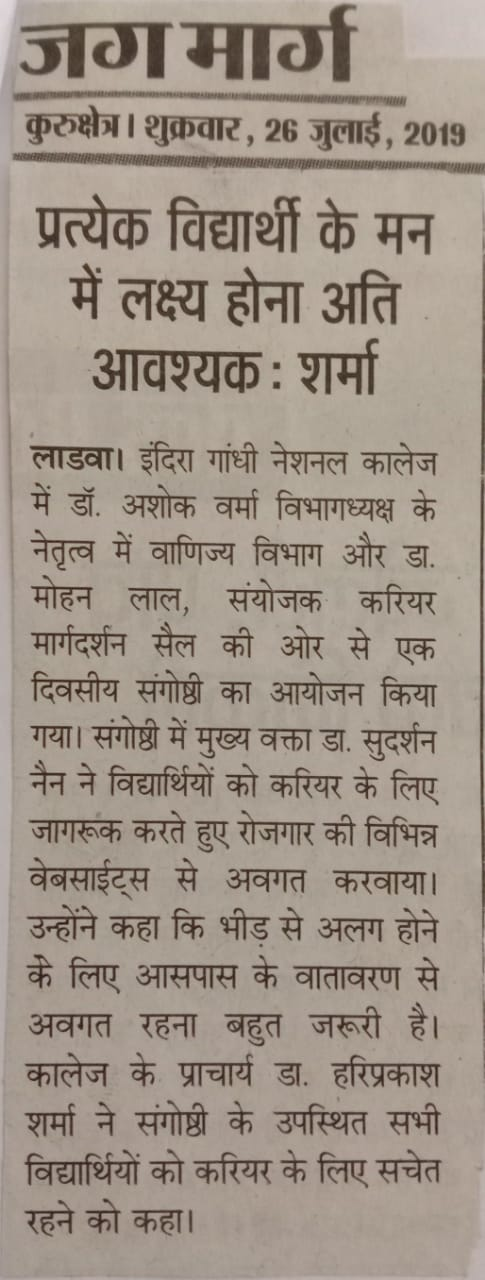 जग मार्ग
कुरुक्षेत्र। शुक्रवार, 26 जुलाई, 2019
प्रत्येक विद्यार्थी के मन
में लक्ष्य होना अति
आवश्यक : शर्मा
लाडवा। इंदिरा गांधी नेशनल कालेज
में डॉ. अशोक वर्मा विभागध्यक्ष के
नेतृत्व में वाणिज्य विभाग और डा.
मोहन लाल, संयोजक करियर
मार्गदर्शन सैल की ओर से एक
दिवसीय संगोष्ठी का आयोजन किया
गया। संगोष्ठी में मुख्य वक्ता डा. सुदर्शन
नैन ने विद्यार्थियों को करियर के लिए
जागरूक करते हुए रोजगार की विभिन्न
वेबसाईट्स से अवगत करवाया।
उन्होंने कहा कि भीड़ से अलग होने
के लिए आसपास के वातावरण से
अवगत रहना बहुत जरूरी है।
कालेज के प्राचार्य डा. हरिप्रकाश
शर्मा ने संगोष्ठी के उपस्थित सभी
विद्यार्थियों को करियर के लिए सचेत
रहने को कहा।